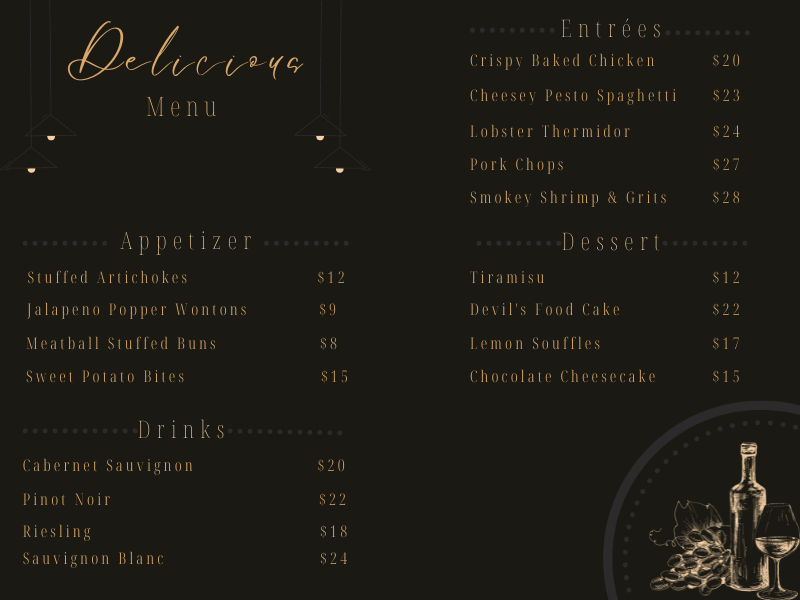 Delicious
Menu
Appetizer
Stuffed Artichokes $12
Jalapeno Popper Wontons $9
Meatball Stuffed Buns $8
Sweet Potato Bites $15
Drinks
Cabernet Sauvignon $20
Pinot Noir $22
Riesling $18
Sauvignon Blanc $24
Entrées
Crispy Baked Chicken $20
Cheesey Pesto Spaghetti $23
Lobster Thermidor $24
Pork Chops $27
Smokey Shrimp & Grits $28
Dessert
Tiramisu $12
Devil's Food Cake $22
Lemon Souffles $17
Chocolate Cheesecake $15